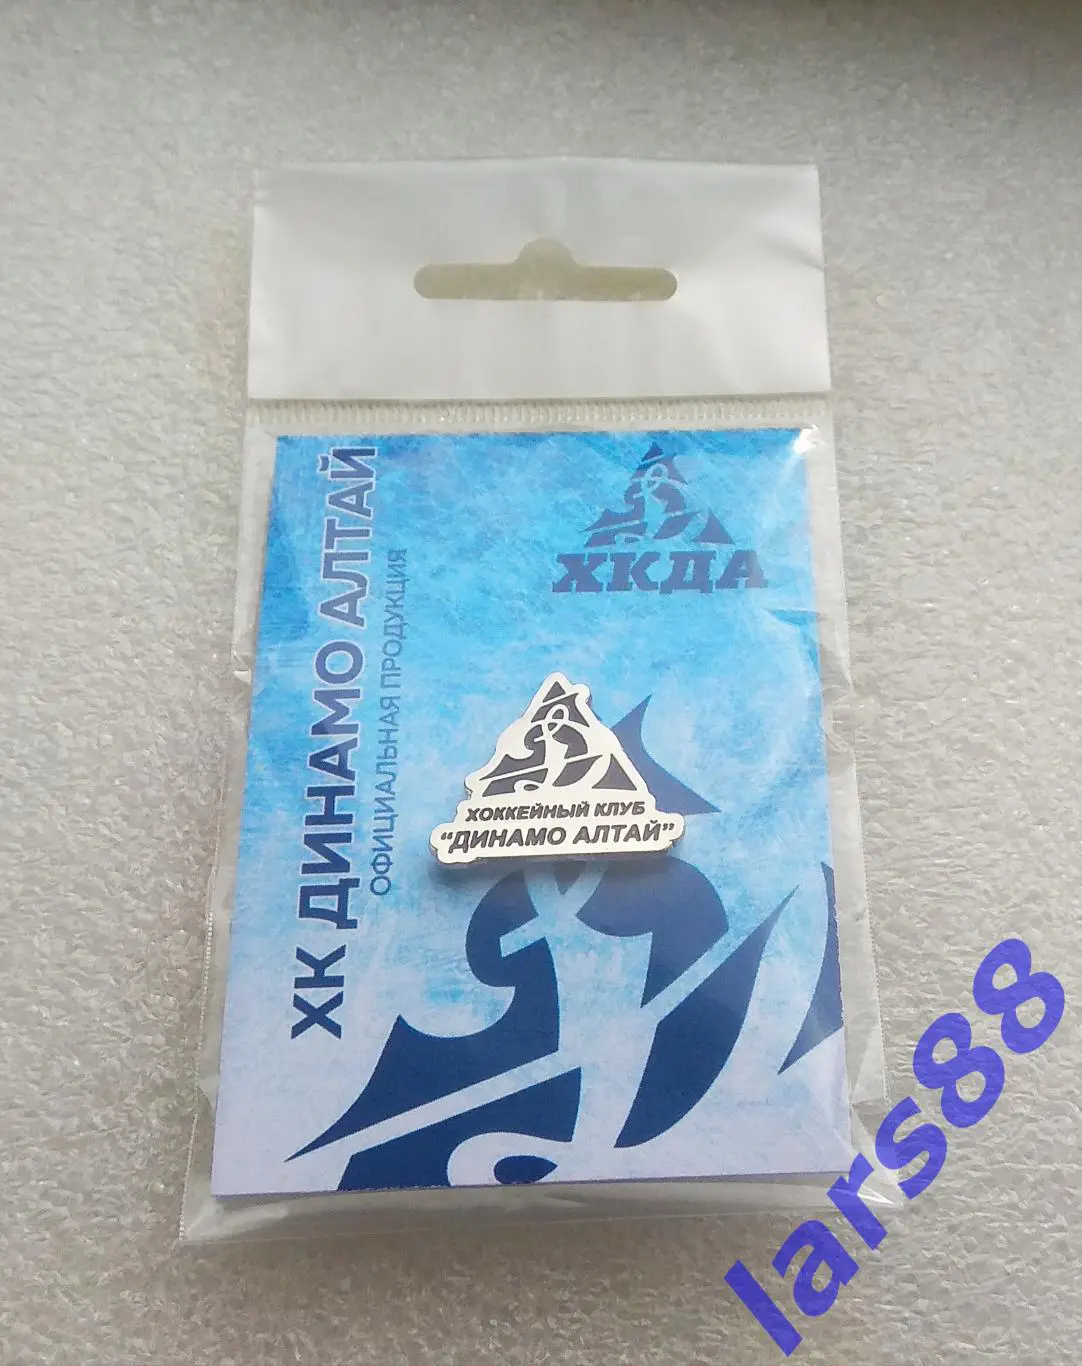 ХК ДИНАМО АЛТАЙ
ОФИЦИАЛЬНАЯ ПРОДУКЦИЯ
ХКДА
ХОККЕЙНЫЙ КЛУБ
“ДИНАМО АЛТАЙ”
lars88